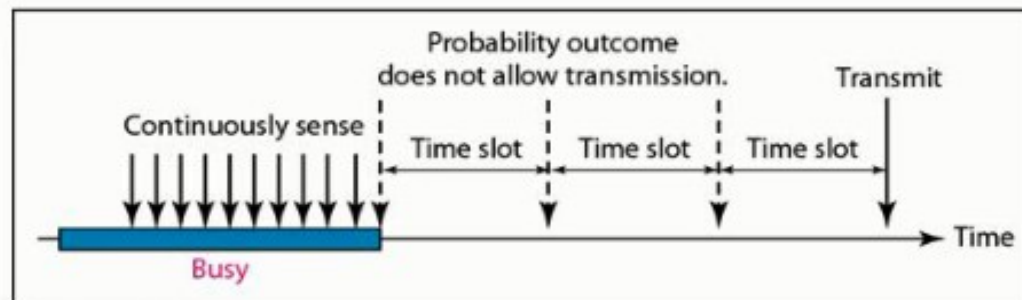 Probability outcome
does not allow transmission.
Transmit
Continuously sense
Time slot
Time slot
Time slot
Time
Busy